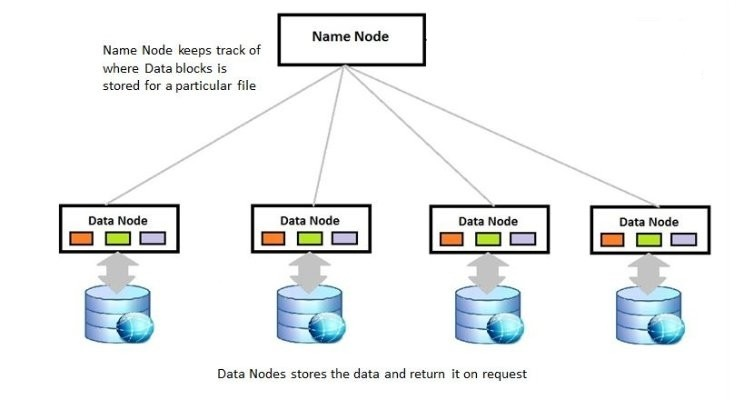 Name Node
Name Node keeps track of
where Data blocks is
stored for a particular file
Data Node
Data Node
Data Node
Data Node
Data Nodes stores the data and return it on request